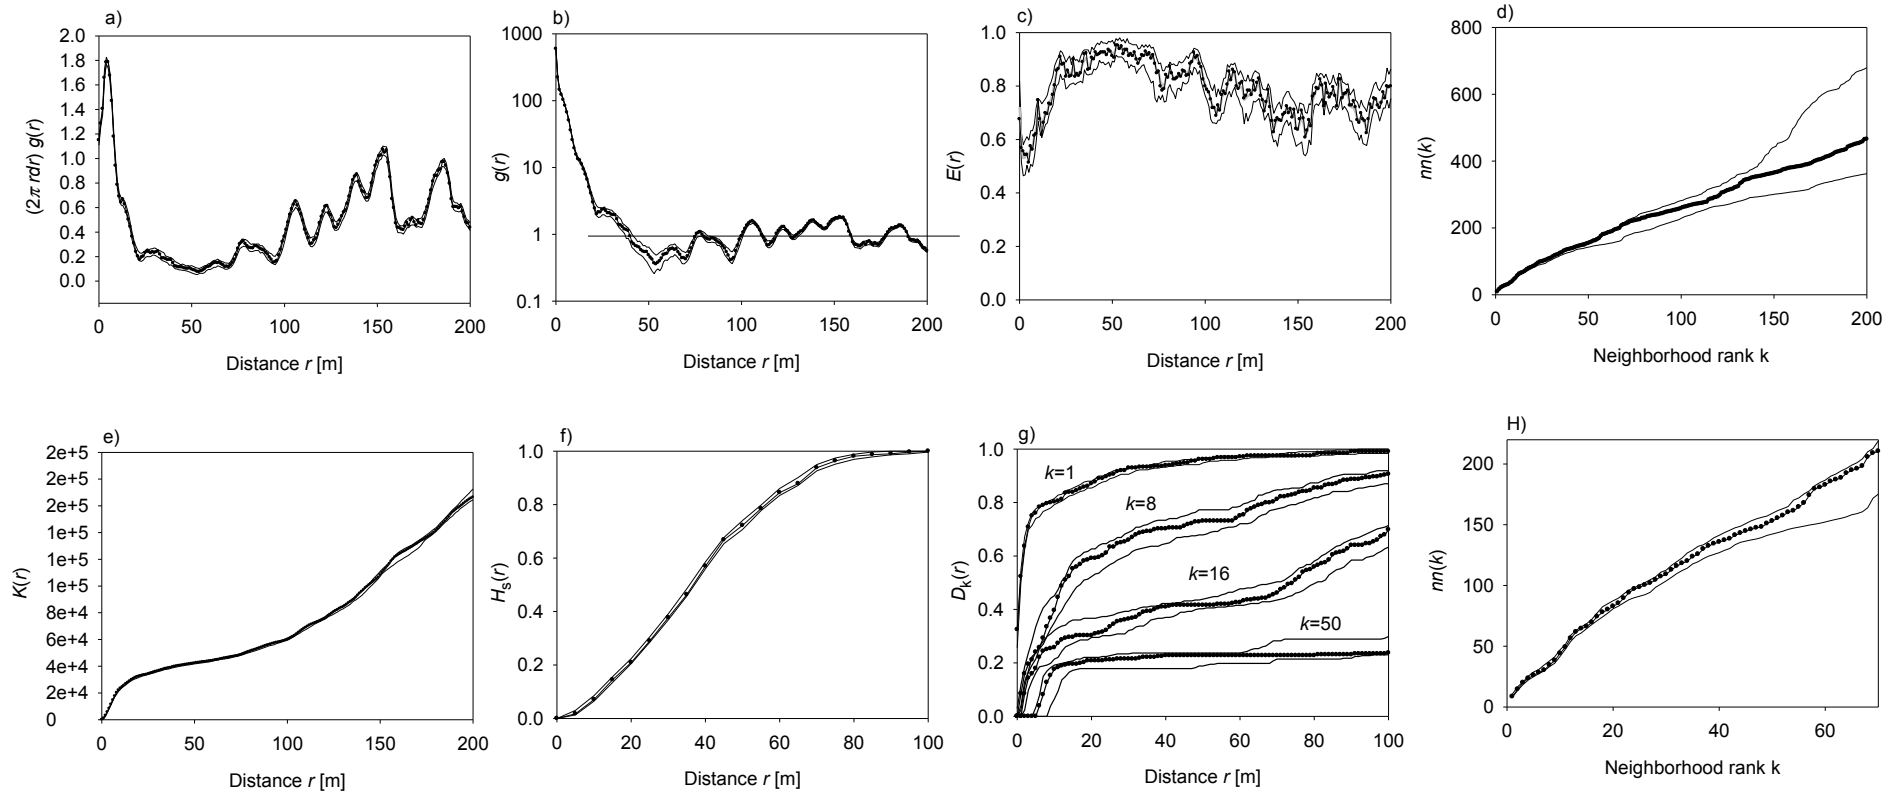 a)
2.0
1.8
1.6
1.4
1.2
1.0
0.8
0.6
0.4
0.2
0.0
(2π rdr) g(r)
0 50 100 150 200
Distance r [m]
b)
1000
100
10
1
0.1
g(r)
0 50 100 150 200
Distance r [m]
c)
1.0
0.8
0.6
0.4
0.2
0.0
E(r)
0 50 100 150 200
Distance r [m]
d)
800
600
400
200
0
nn(k)
0 50 100 150 200
Neighborhood rank k
e)
2e+5
2e+5
2e+5
1e+5
1e+5
1e+5
8e+4
6e+4
4e+4
2e+4
0
K(r)
0 50 100 150 200
Distance r [m]
f)
1.0
0.8
0.6
0.4
0.2
0.0
Hs(r)
0 20 40 60 80 100
Distance r [m]
g)
1.0
0.8
0.6
0.4
0.2
0.0
Dk(r)
k=1
k=8
k=16
k=50
0 20 40 60 80 100
Distance r [m]
H)
200
150
100
50
0
nn(k)
0 20 40 60
Neighborhood rank k